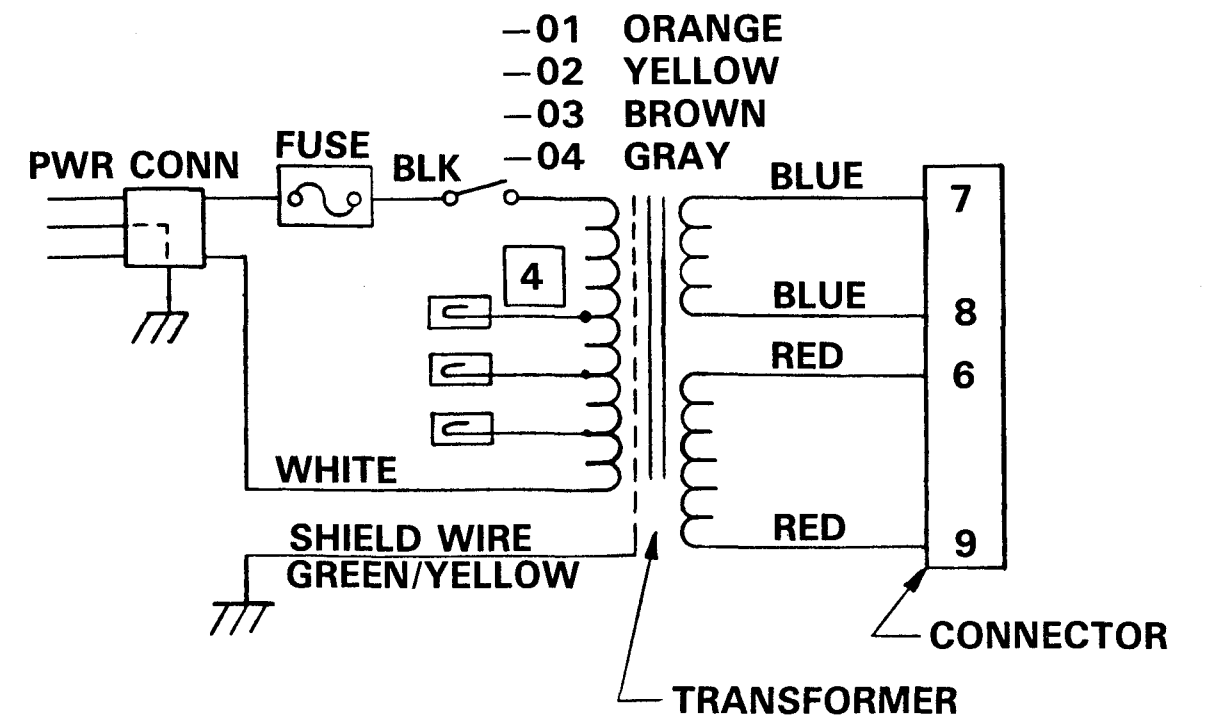 —01 ORANGE
—02 YELLOW
—03 BROWN
—04 GRAY
PWR CONN
FUSE
BLK
BLUE
7
4
BLUE
8
RED
6
WHITE
RED
9
SHIELD WIRE
GREEN/YELLOW
CONNECTOR
TRANSFORMER